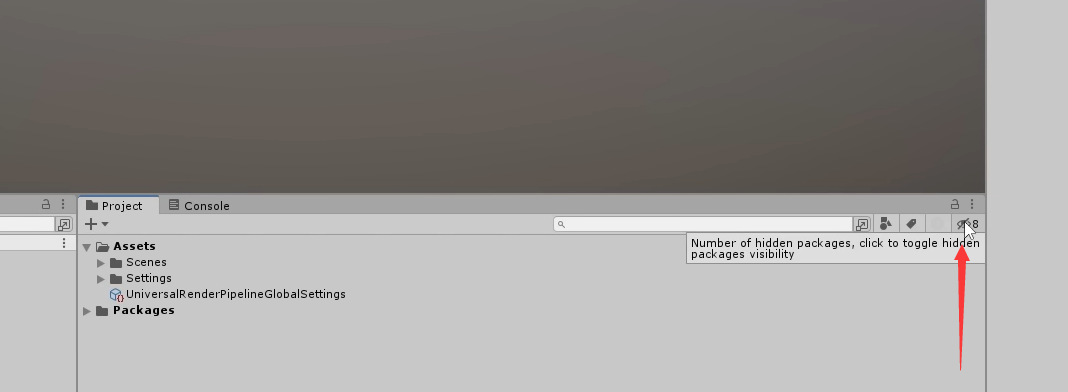 Project
Console
8
Assets
Number of hidden packages, click to toggle hidden
packages visibility
Scenes
Settings
UniversalRenderPipelineGlobalSettings
Packages